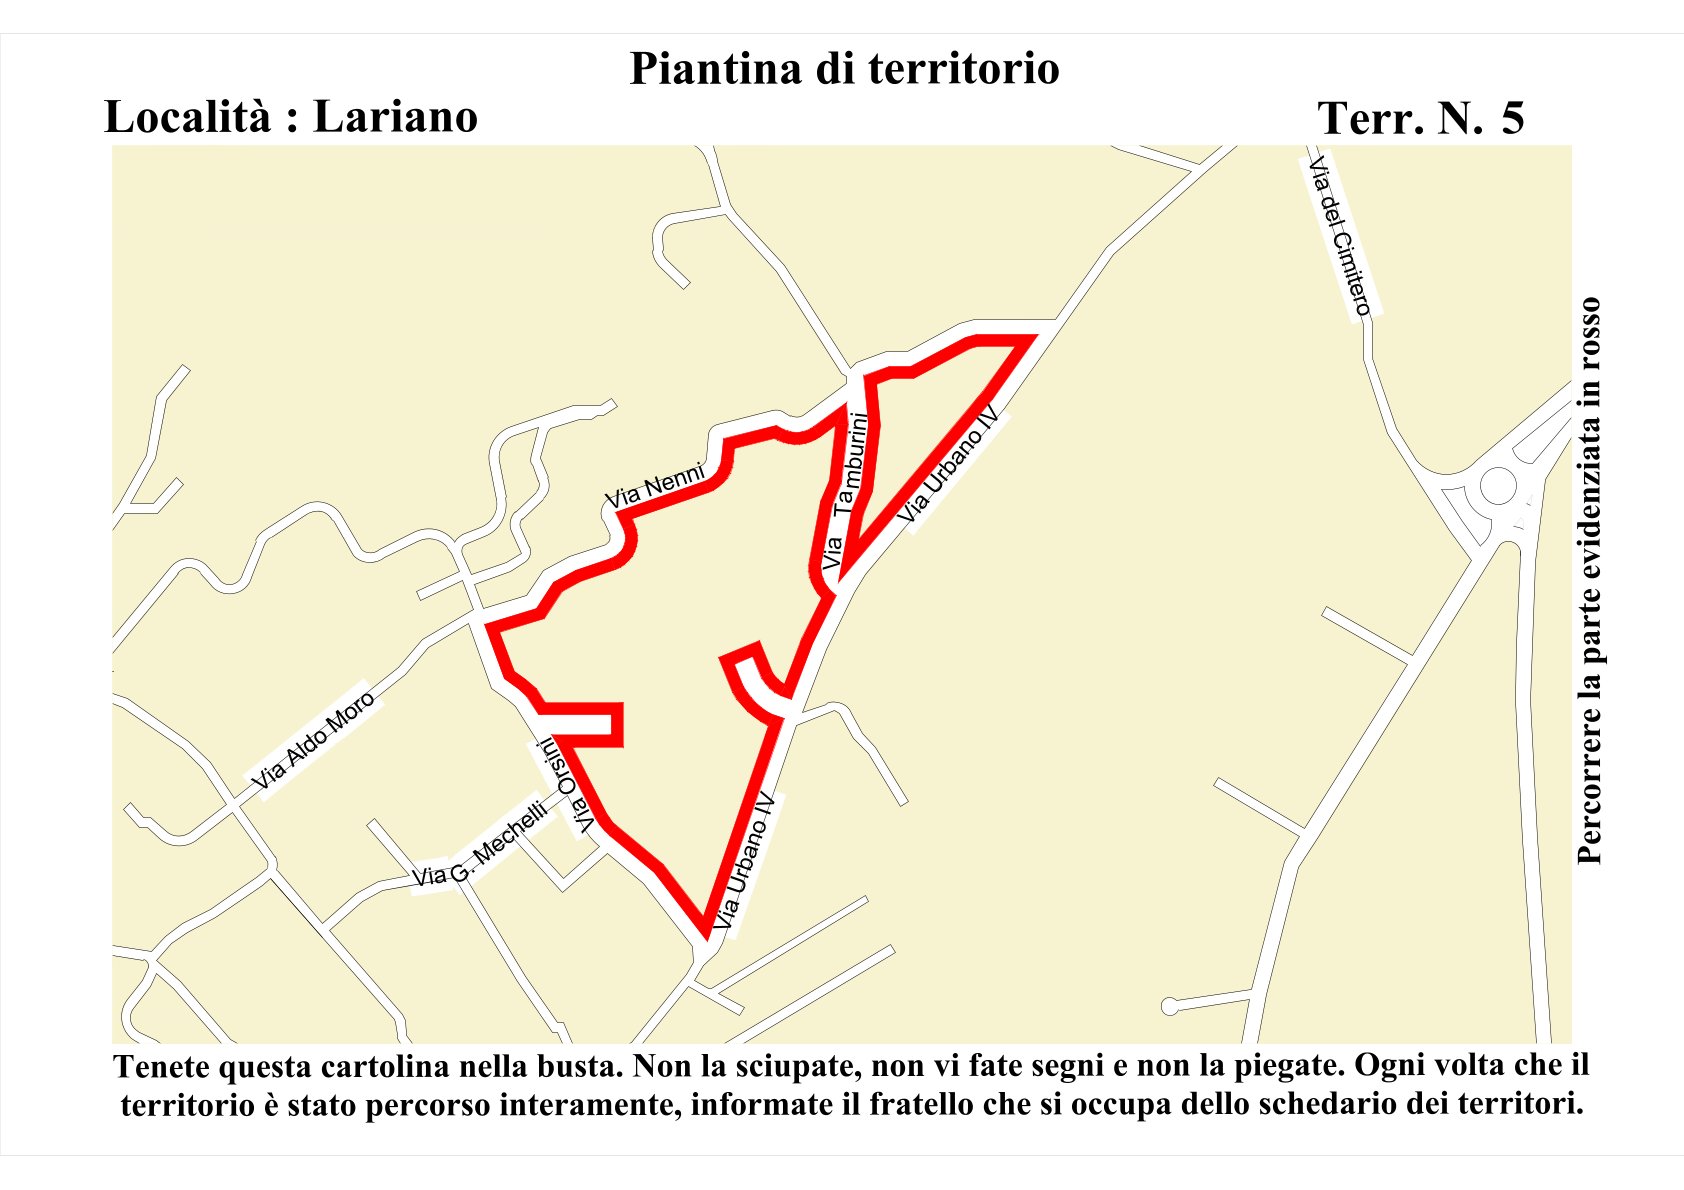 Piantina di territorio
Località : Lariano
Terr. N. 5
Via del Cimitero
Via Tamburini
Via Urbano IV
Via Nenni
Via Aldo Moro
Via Orsini
Via G. Mechelli
Via Urbano IV
Percorrere la parte evidenziata in rosso
Tenete questa cartolina nella busta. Non la sciupate, non vi fate segni e non la piegate. Ogni volta che il
territorio è stato percorso interamente, informate il fratello che si occupa dello schedario dei territori.